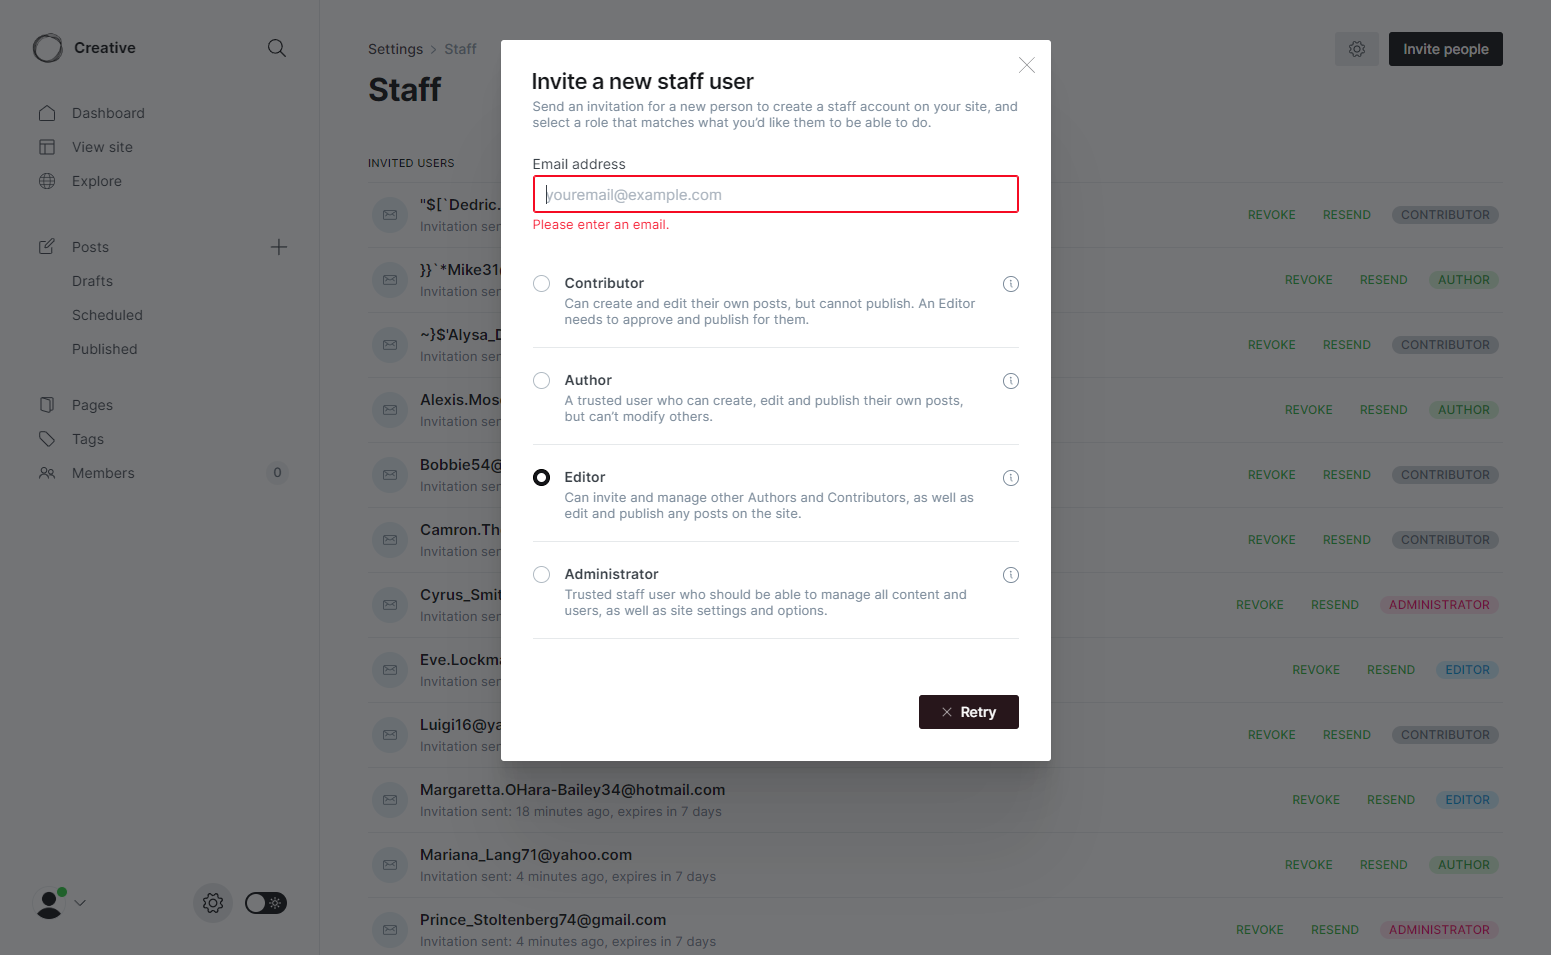 Creative
Dashboard
View site
Explore
Posts
Drafts
Scheduled
Published
Pages
Tags
Members
0
Settings > Staff
Invite people
Staff
INVITED USERS
"$[`Dedric.
Invitation sen
REVOKE RESEND CONTRIBUTOR
}}`*Mike31
Invitation sen
REVOKE RESEND AUTHOR
~}$'Alysa_D
Invitation sen
REVOKE RESEND CONTRIBUTOR
Alexis.Mos
Invitation sen
REVOKE RESEND AUTHOR
Bobbie54@
Invitation sen
REVOKE RESEND CONTRIBUTOR
Camron.Th
Invitation sen
REVOKE RESEND CONTRIBUTOR
Cyrus_Smit
Invitation sen
REVOKE RESEND ADMINISTRATOR
Eve.Lockma
Invitation sen
REVOKE RESEND EDITOR
Luigi16@ya
Invitation sen
REVOKE RESEND CONTRIBUTOR
Margaretta.OHara-Bailey34@hotmail.com
Invitation sent: 18 minutes ago, expires in 7 days
REVOKE RESEND EDITOR
Mariana_Lang71@yahoo.com
Invitation sent: 4 minutes ago, expires in 7 days
REVOKE RESEND AUTHOR
Prince_Stoltenberg74@gmail.com
Invitation sent: 4 minutes ago, expires in 7 days
REVOKE RESEND ADMINISTRATOR
Invite a new staff user
Send an invitation for a new person to create a staff account on your site, and
select a role that matches what you’d like them to be able to do.
Email address
youremail@example.com
Please enter an email.
Contributor
Can create and edit their own posts, but cannot publish. An Editor
needs to approve and publish for them.
Author
A trusted user who can create, edit and publish their own posts,
but can’t modify others.
Editor
Can invite and manage other Authors and Contributors, as well as
edit and publish any posts on the site.
Administrator
Trusted staff user who should be able to manage all content and
users, as well as site settings and options.
Retry